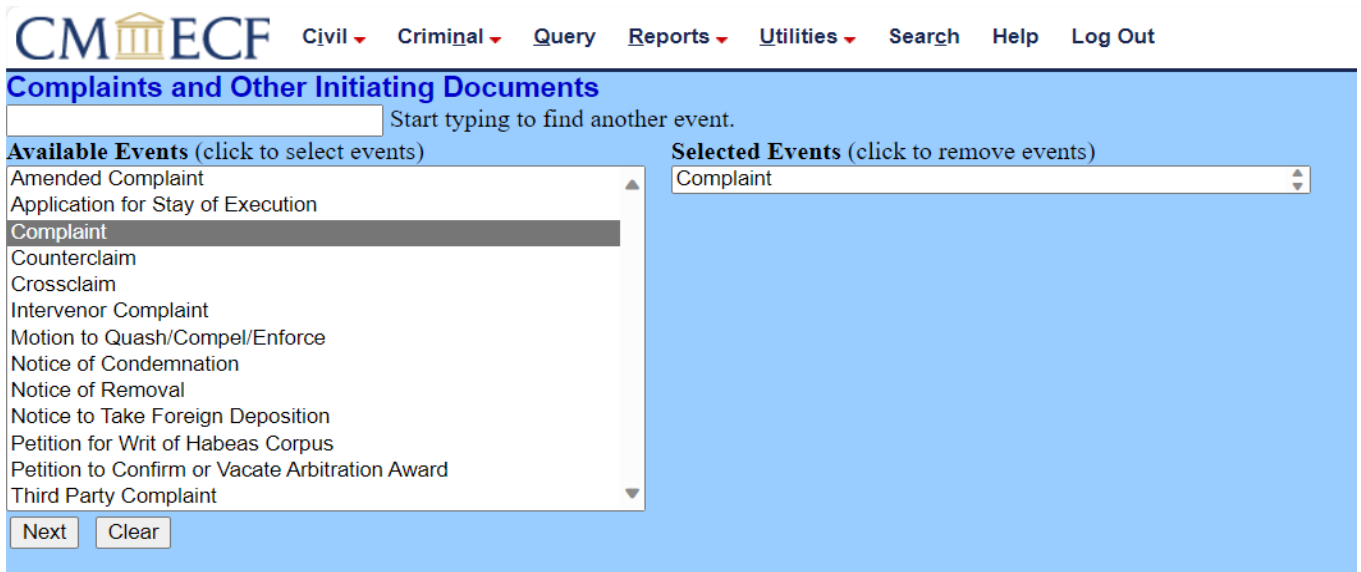 CM ECF Civil Criminal Query Reports Utilities Search Help Log Out
Complaints and Other Initiating Documents
Start typing to find another event.
Available Events (click to select events)
Amended Complaint
Application for Stay of Execution
Complaint
Counterclaim
Crossclaim
Intervenor Complaint
Motion to Quash/Compel/Enforce
Notice of Condemnation
Notice of Removal
Notice to Take Foreign Deposition
Petition for Writ of Habeas Corpus
Petition to Confirm or Vacate Arbitration Award
Third Party Complaint
Selected Events (click to remove events)
Complaint
Next Clear